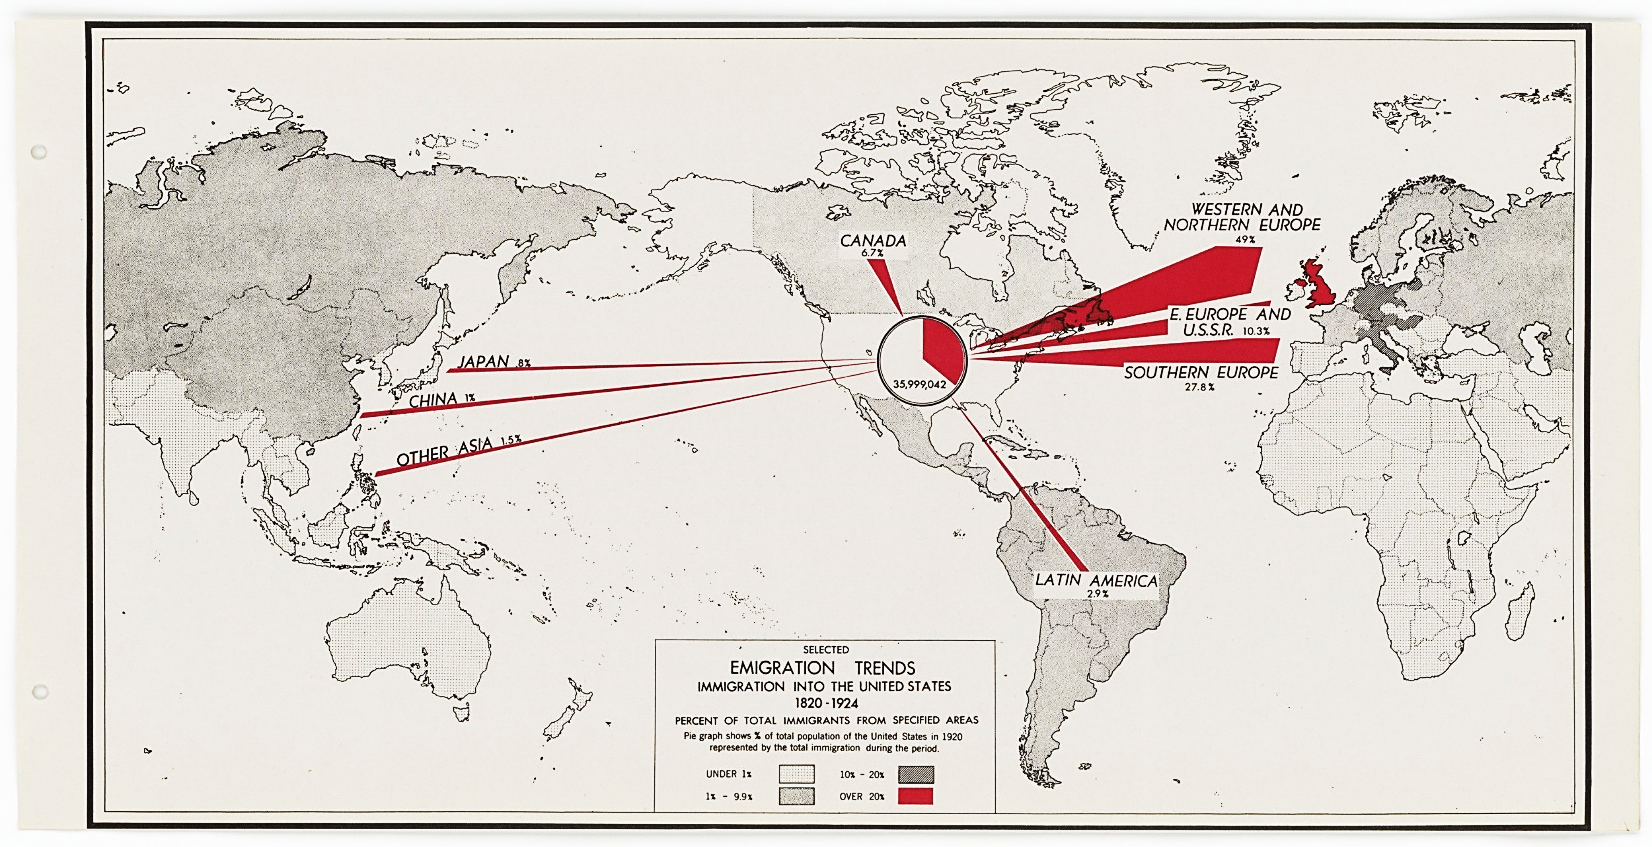 WESTERN AND
NORTHERN EUROPE
49%
CANADA
6.7%
E. EUROPE AND
U.S.S.R. 10.3%
JAPAN .8%
SOUTHERN EUROPE
27.8%
35,999,042
CHINA 1%
OTHER ASIA 1.5%
LATIN AMERICA
2.9%
SELECTED
EMIGRATION TRENDS
IMMIGRATION INTO THE UNITED STATES
1820-1924
PERCENT OF TOTAL IMMIGRANTS FROM SPECIFIED AREAS
Pie graph shows % of total population of the United States in 1920
represented by the total immigration during the period.
UNDER 1%
10% - 20%
1% - 9.9%
OVER 20%